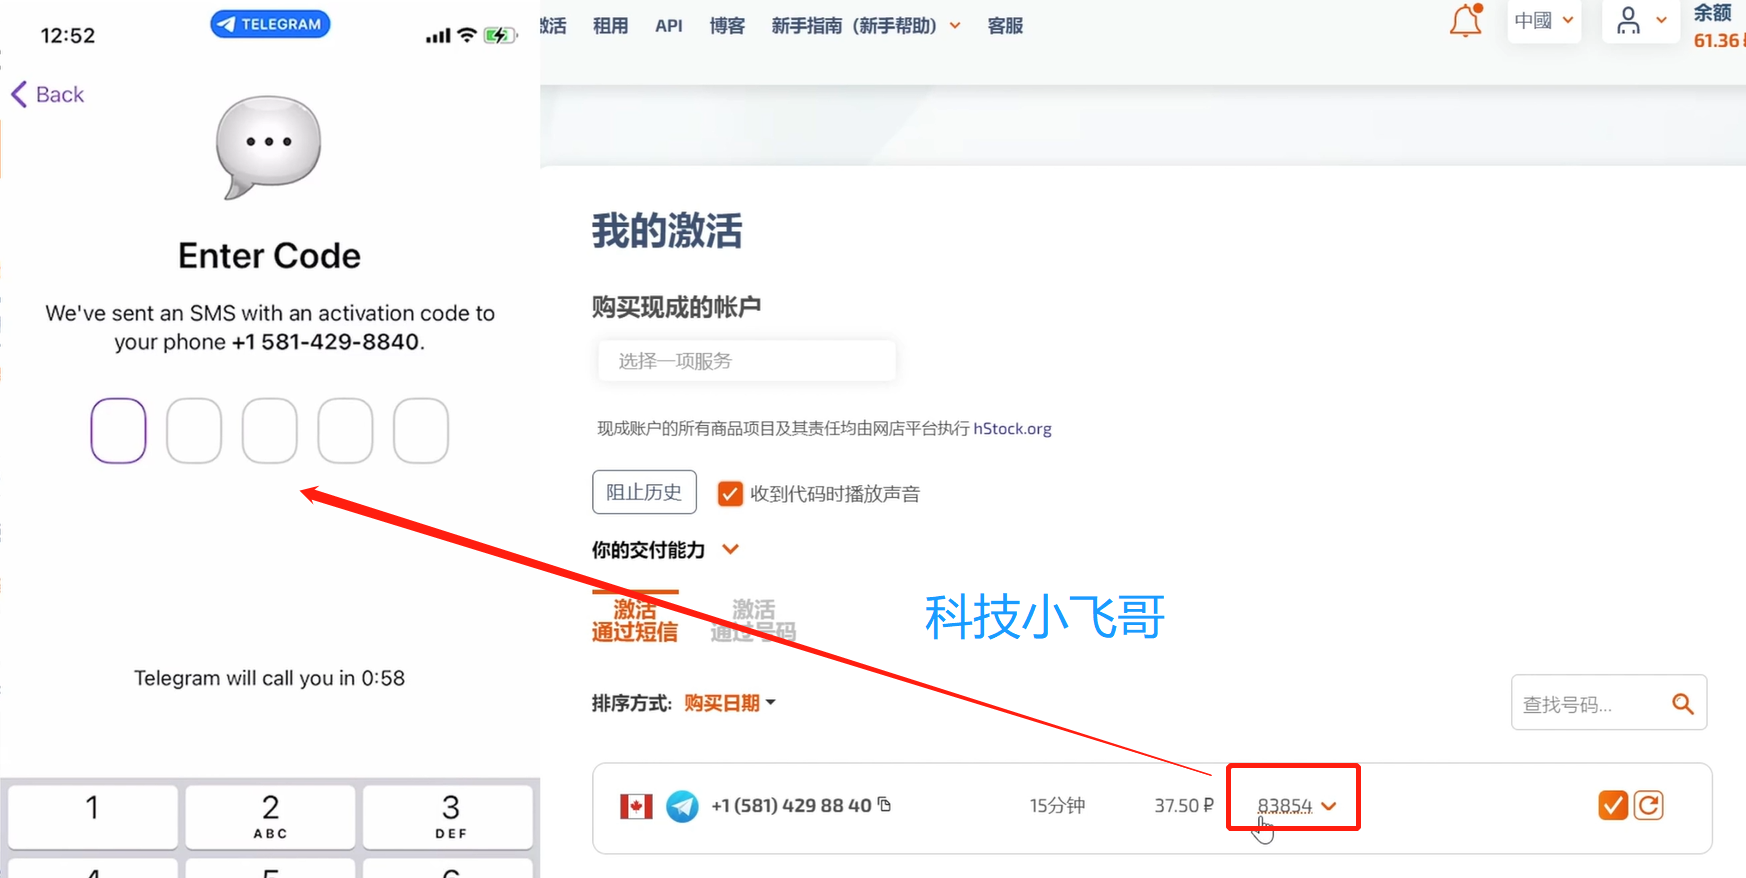 12:52
TELEGRAM
Back
Enter Code
We've sent an SMS with an activation code to
your phone +1 581-429-8840.
Telegram will call you in 0:58
1
2
ABC
3
DEF
激活 租用 API 博客 新手指南（新手帮助） 客服
中國
余额
61.36
我的激活
购买现成的帐户
选择一项服务
现成账户的所有商品项目及其责任均由网店平台执行 hStock.org
阻止历史
收到代码时播放声音
你的交付能力
激活
通过短信
激活
通过号码
科技小飞哥
排序方式: 购买日期
查找号码...
+1 (581) 429 88 40 15分钟 37.50 ₽ 83854